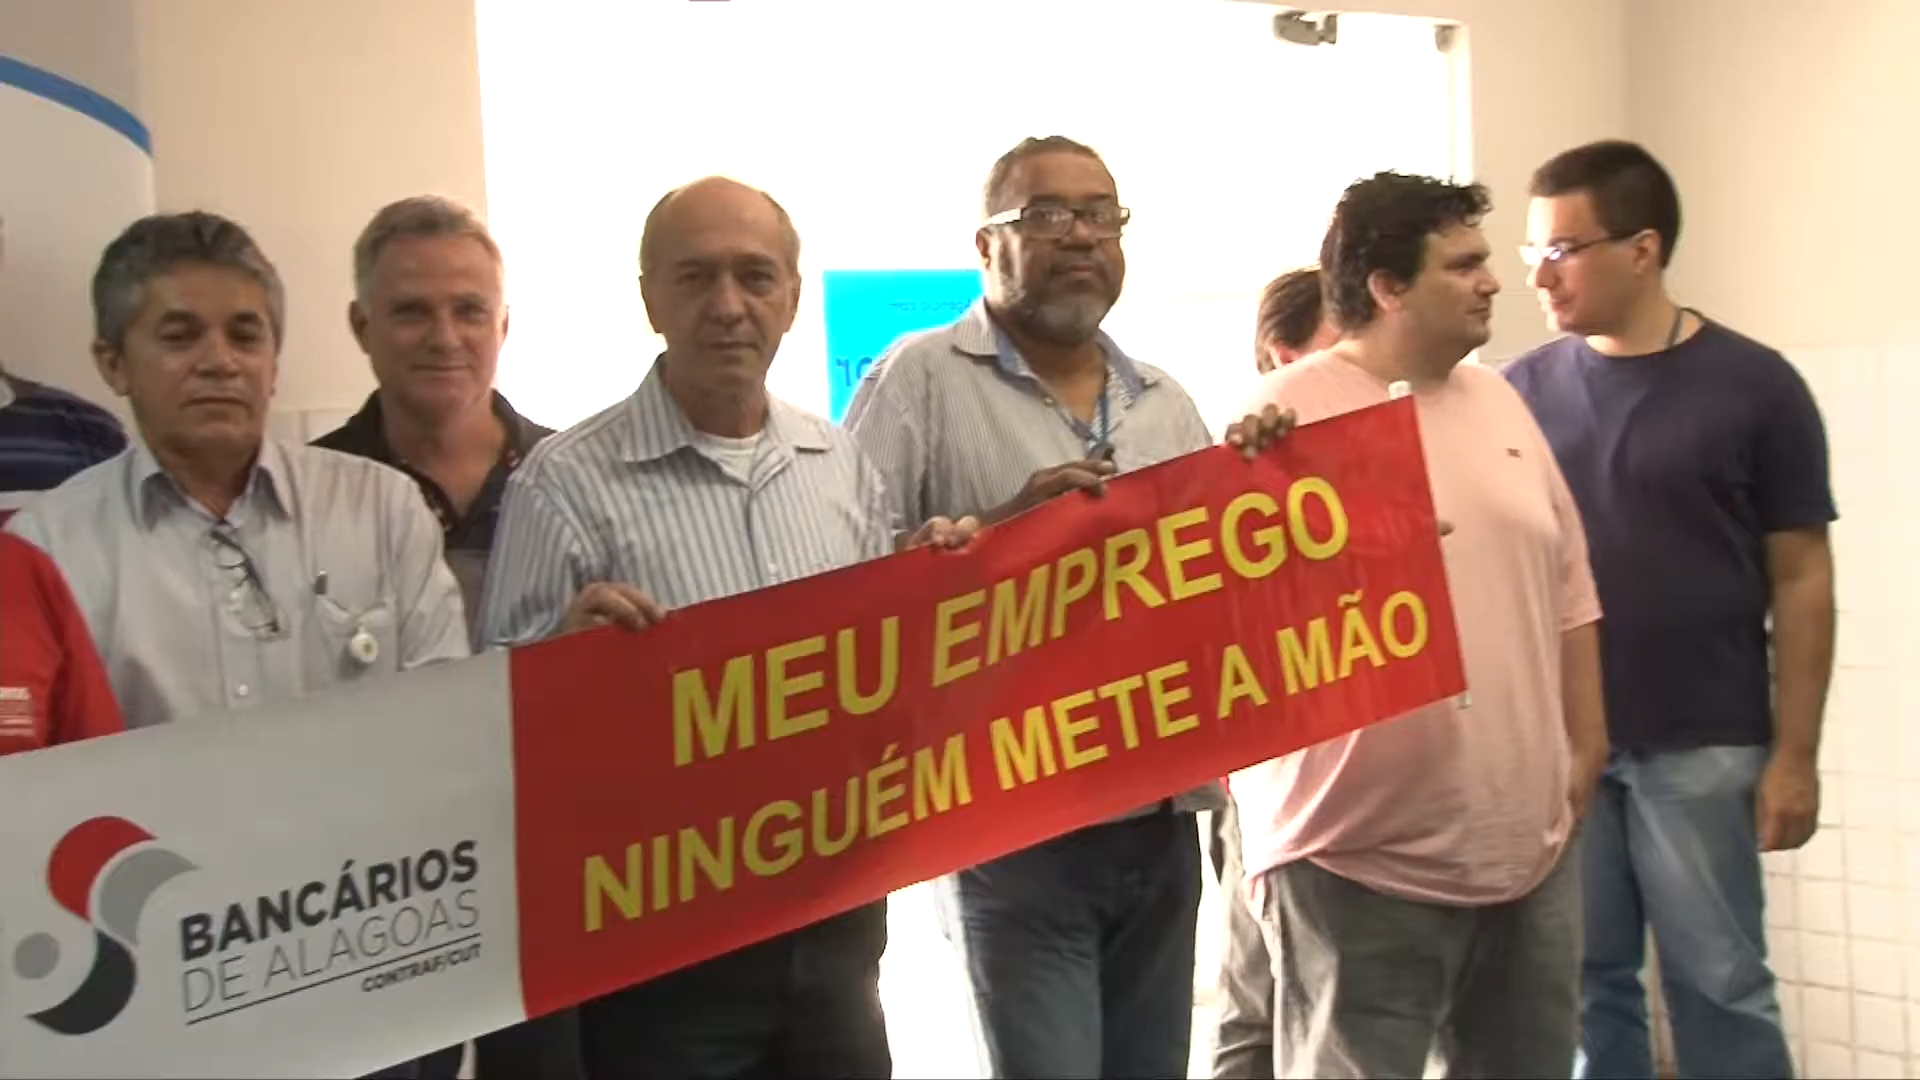 MEU EMPREGO
NINGUÉM METE A MÃO
BANCÁRIOS
DE ALAGOAS
CONTRAF/CUT